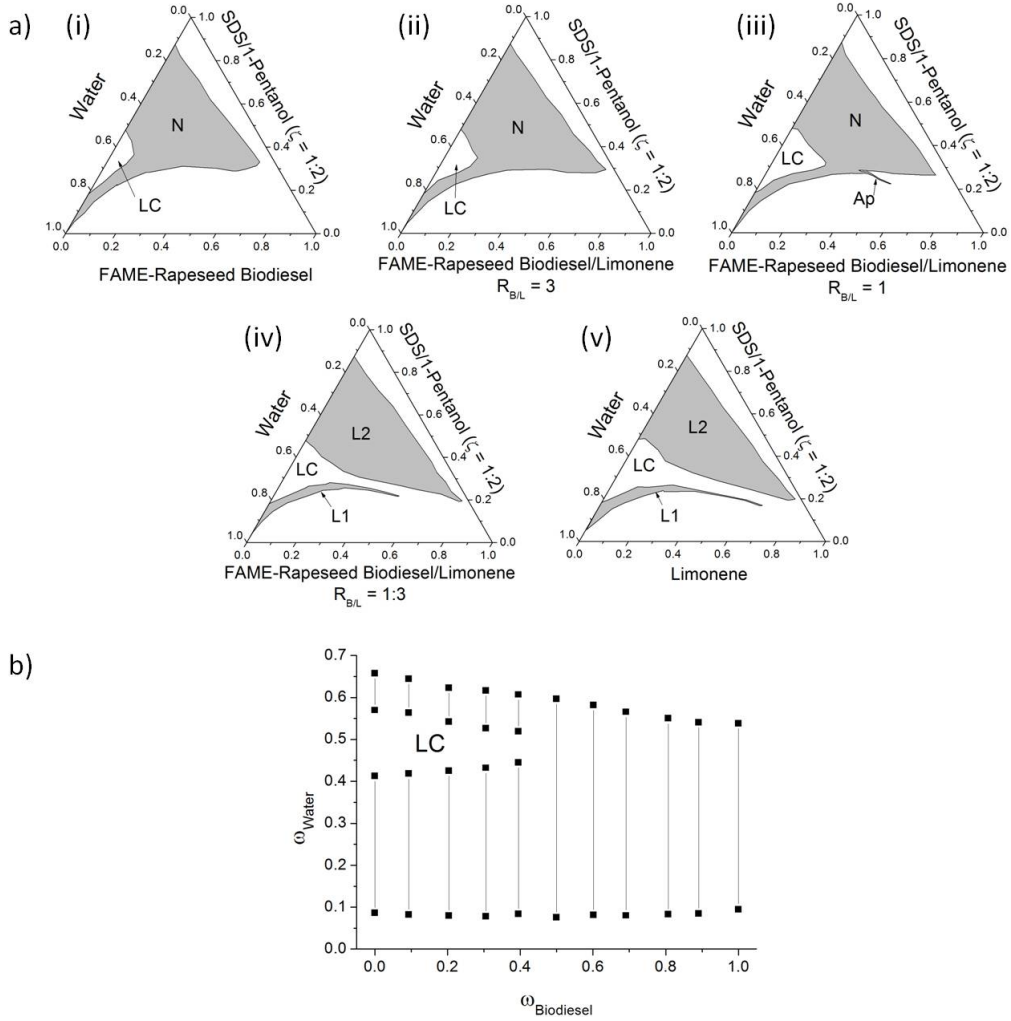 a)
(i)
0.0
1.0
SDS/1-Pentanol (ζ = 1:2)
0.2
0.8
Water
0.4
0.6
N
0.6
0.4
0.8
LC
0.2
1.0
0.0
0.0
0.2
0.4
0.6
0.8
1.0
FAME-Rapeseed Biodiesel
(ii)
0.0
1.0
SDS/1-Pentanol (ζ = 1:2)
0.2
0.8
Water
0.4
0.6
N
0.6
0.4
0.8
LC
0.2
1.0
0.0
0.0
0.2
0.4
0.6
0.8
1.0
FAME-Rapeseed Biodiesel/Limonene
R_B/L = 3
(iii)
0.0
1.0
SDS/1-Pentanol (ζ = 1:2)
0.2
0.8
Water
0.4
0.6
N
0.6
LC
0.4
0.8
Ap
0.2
1.0
0.0
0.0
0.2
0.4
0.6
0.8
1.0
FAME-Rapeseed Biodiesel/Limonene
R_B/L = 1
(iv)
0.0
1.0
SDS/1-Pentanol (ζ = 1:2)
0.2
0.8
Water
0.4
0.6
L2
0.6
LC
0.4
0.8
L1
0.2
1.0
0.0
0.0
0.2
0.4
0.6
0.8
1.0
FAME-Rapeseed Biodiesel/Limonene
R_B/L = 1:3
(v)
0.0
1.0
SDS/1-Pentanol (ζ = 1:2)
0.2
0.8
Water
0.4
0.6
L2
0.6
LC
0.4
0.8
L1
0.2
1.0
0.0
0.0
0.2
0.4
0.6
0.8
1.0
Limonene
b)
0.7
0.6
0.5
0.4
0.3
0.2
0.1
0.0
ω_Water
LC
0.0
0.2
0.4
0.6
0.8
1.0
ω_Biodiesel